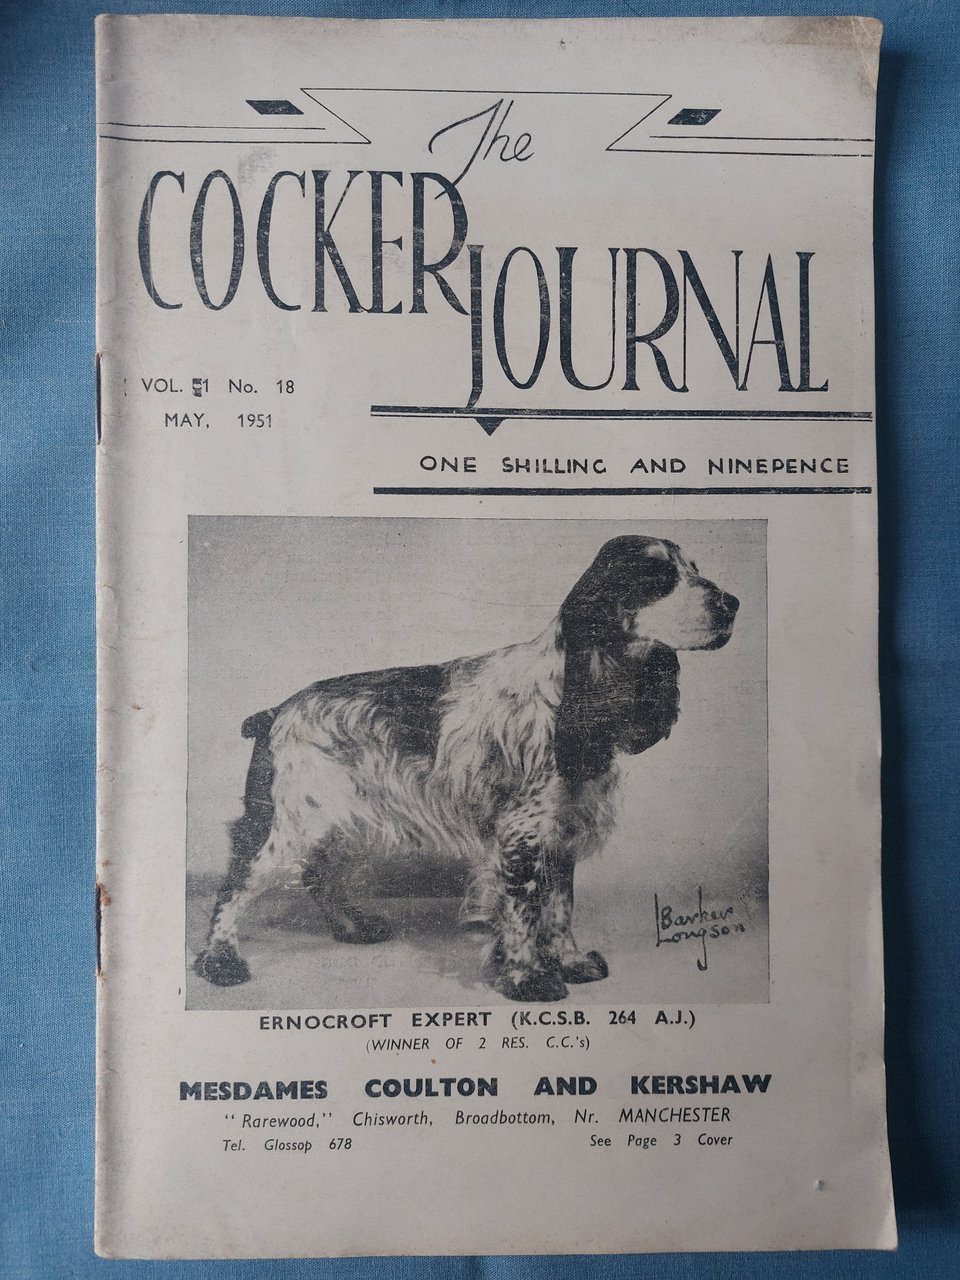 The
COCKER
JOURNAL
VOL. 1 No. 18
MAY, 1951
ONE SHILLING AND NINEPENCE
Barker
Longson
ERNOCROFT EXPERT (K.C.S.B. 264 A.J.)
(WINNER OF 2 RES. C.C.'s)
MESDAMES COULTON AND KERSHAW
"Rarewood," Chisworth, Broadbottom, Nr. MANCHESTER
Tel. Glossop 678 See Page 3 Cover